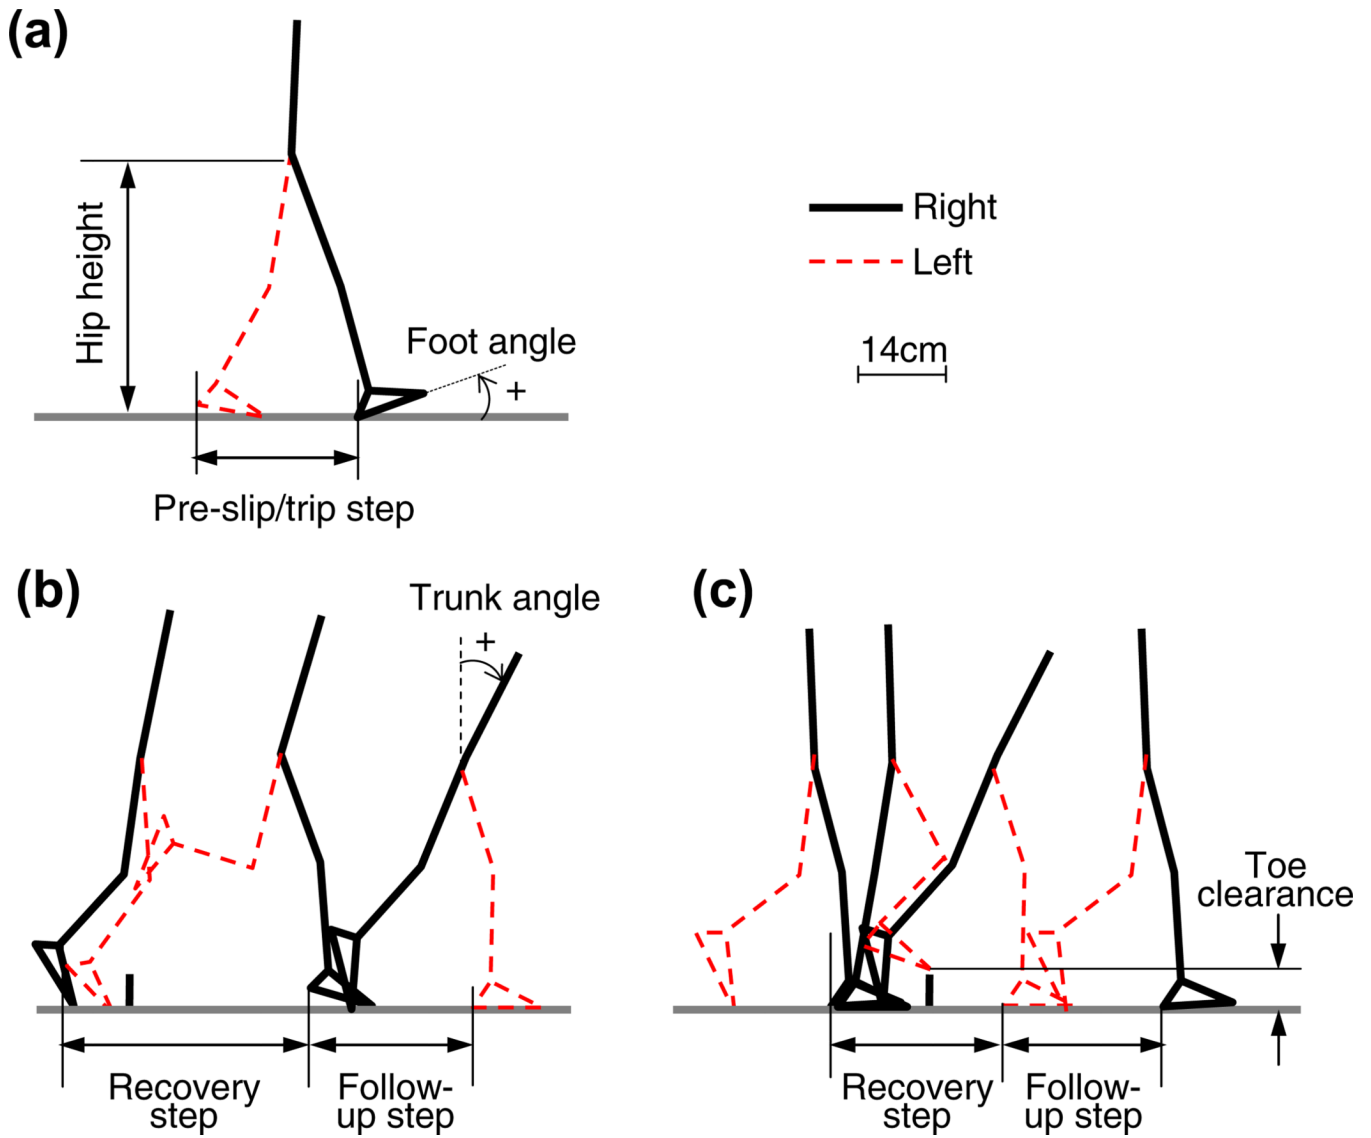 (a)
Hip height
Foot angle
+
Pre-slip/trip step
Right
Left
14cm
(b)
Trunk angle
+
Recovery
step
Follow-
up step
(c)
Toe
clearance
Recovery
step
Follow-
up step